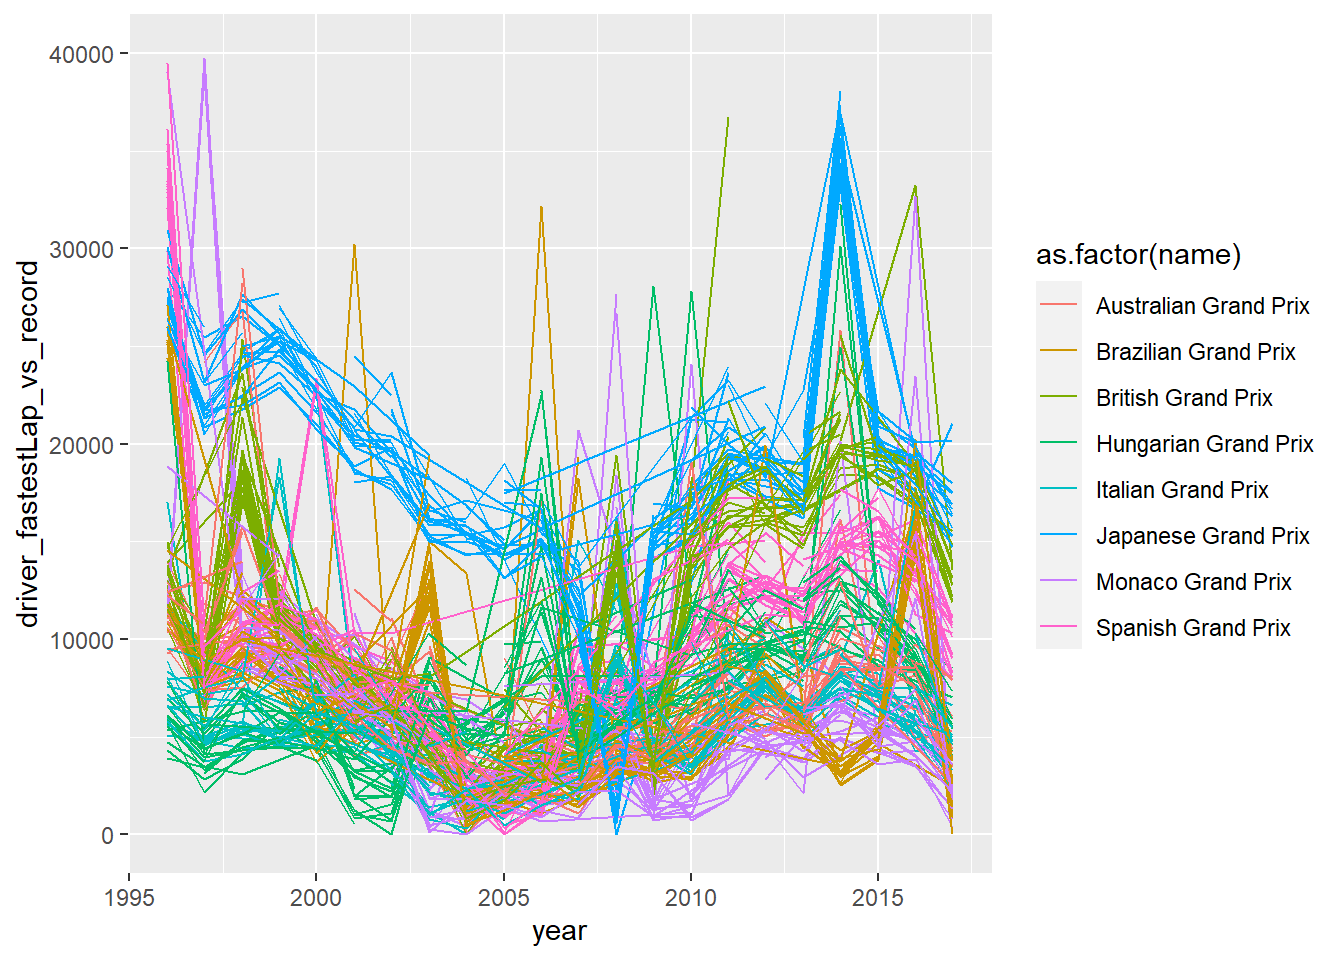 40000
30000
20000
10000
0
driver_fastestLap_vs_record
1995
2000
2005
2010
2015
year
as.factor(name)
Australian Grand Prix
Brazilian Grand Prix
British Grand Prix
Hungarian Grand Prix
Italian Grand Prix
Japanese Grand Prix
Monaco Grand Prix
Spanish Grand Prix